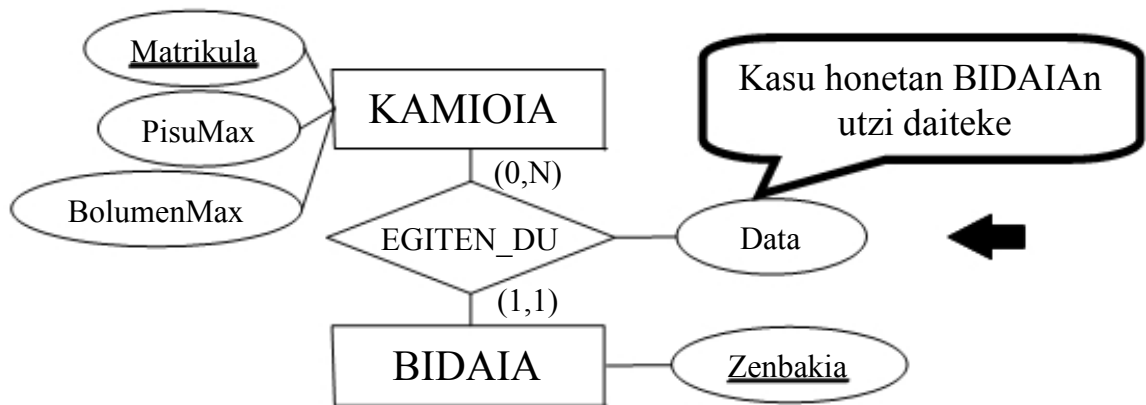 Matrikula
PisuMax
BolumenMax
KAMIOIA
(0,N)
EGITEN_DU
(1,1)
BIDAIA
Kasu honetan BIDAIAn
utzi daiteke
Data
Zenbakia